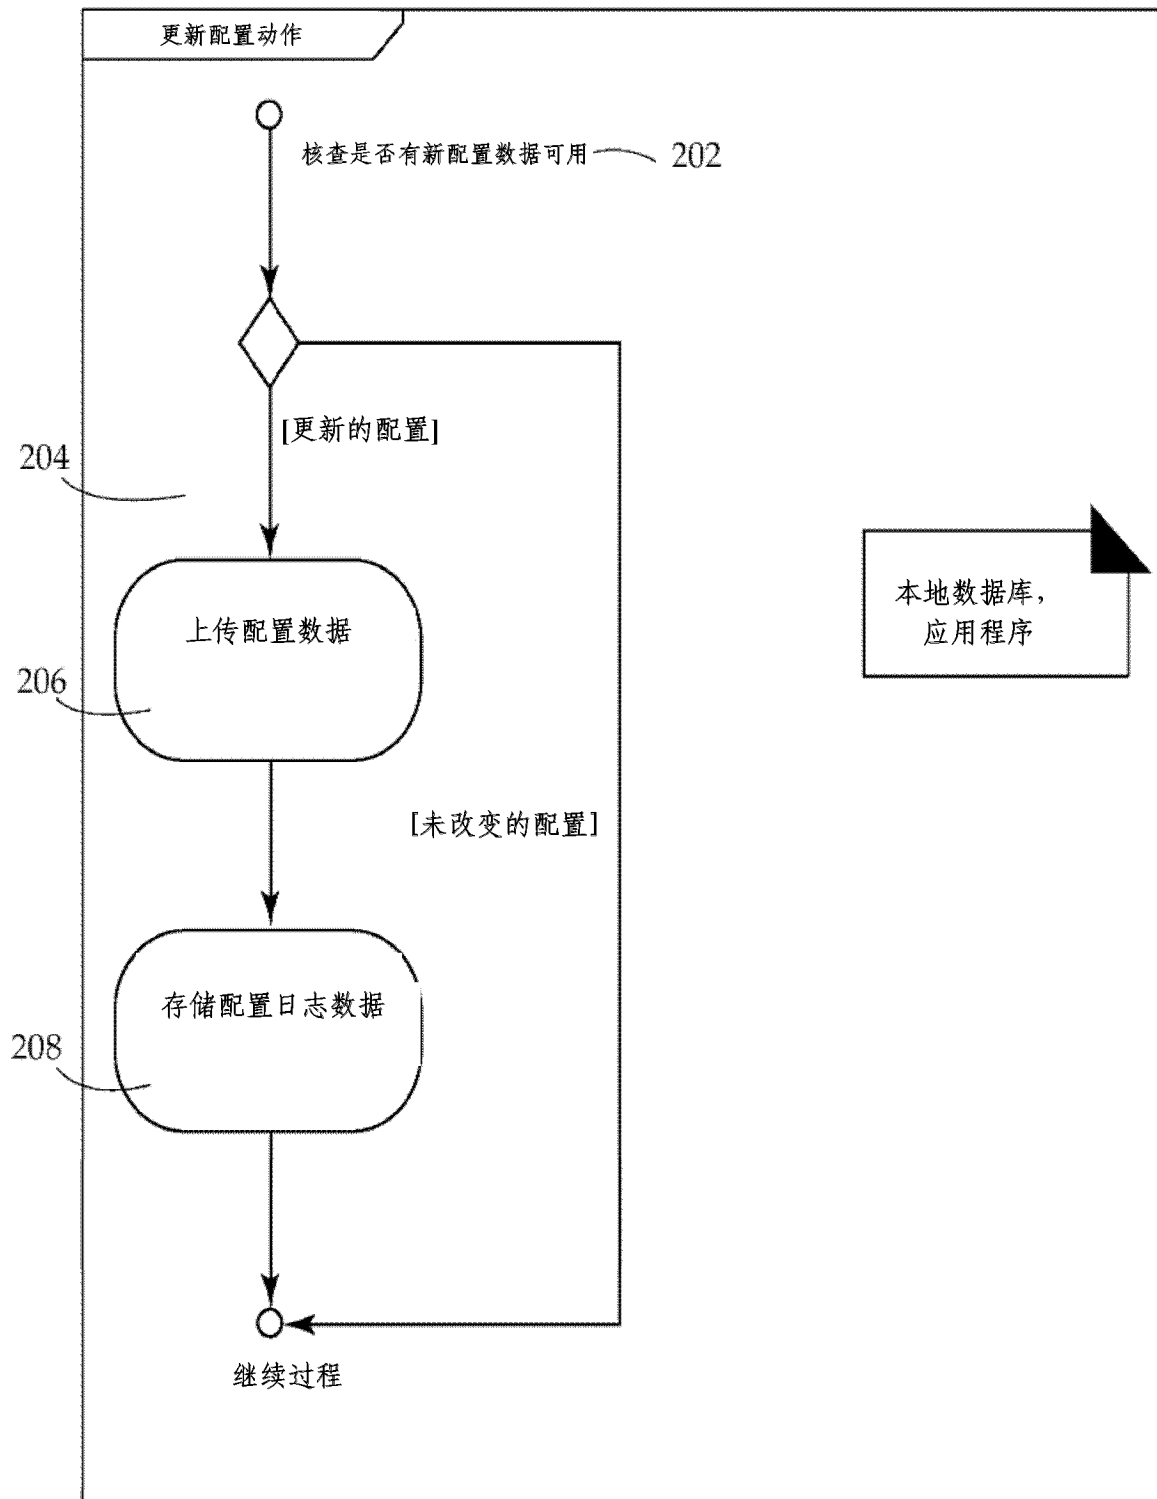 更新配置动作
核查是否有新配置数据可用
202
[更新的配置]
204
本地数据库，
应用程序
上传配置数据
206
[未改变的配置]
存储配置日志数据
208
继续过程